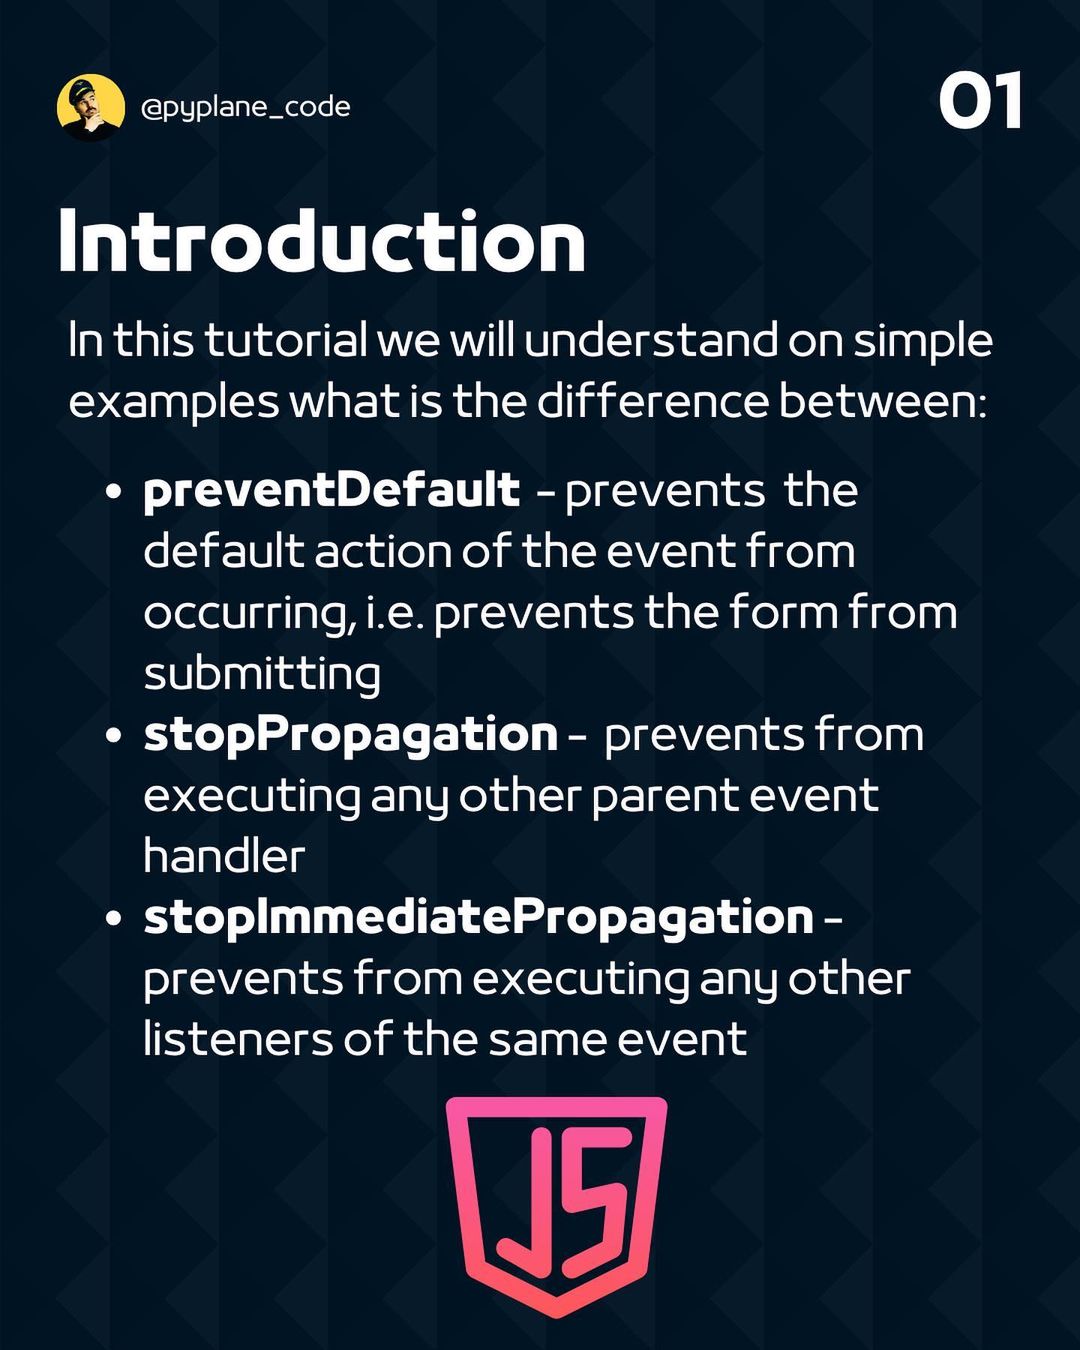 @pyplane_code
01
Introduction
In this tutorial we will understand on simple
examples what is the difference between:
• preventDefault - prevents the
default action of the event from
occurring, i.e. prevents the form from
submitting
• stopPropagation - prevents from
executing any other parent event
handler
• stopImmediatePropagation -
prevents from executing any other
listeners of the same event
JS